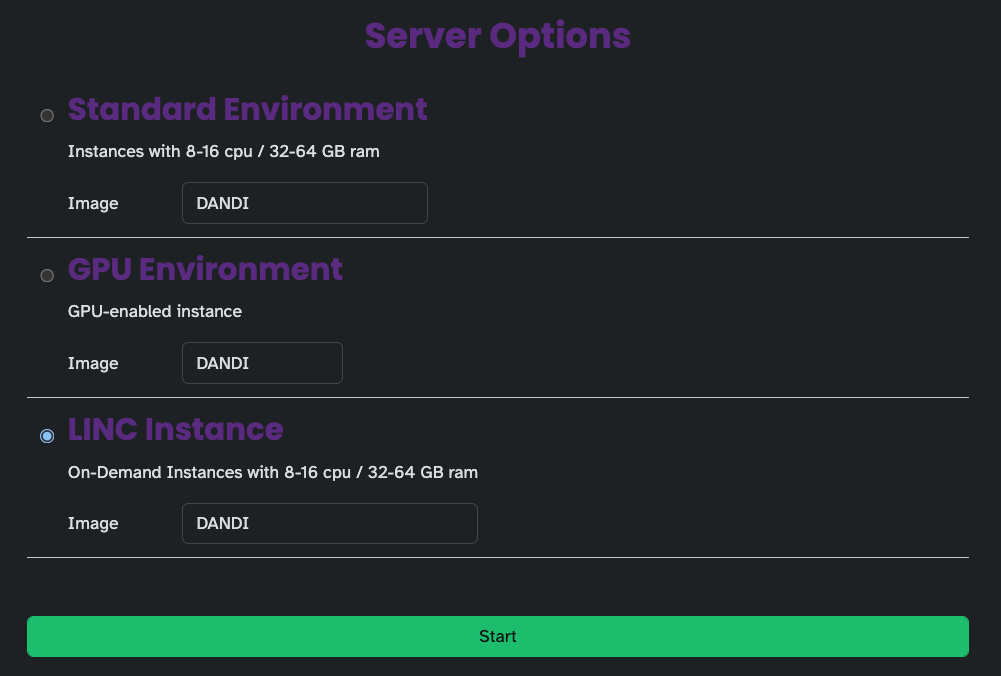 Server Options
Standard Environment
Instances with 8-16 cpu / 32-64 GB ram
Image DANDI
GPU Environment
GPU-enabled instance
Image DANDI
LINC Instance
On-Demand Instances with 8-16 cpu / 32-64 GB ram
Image DANDI
Start